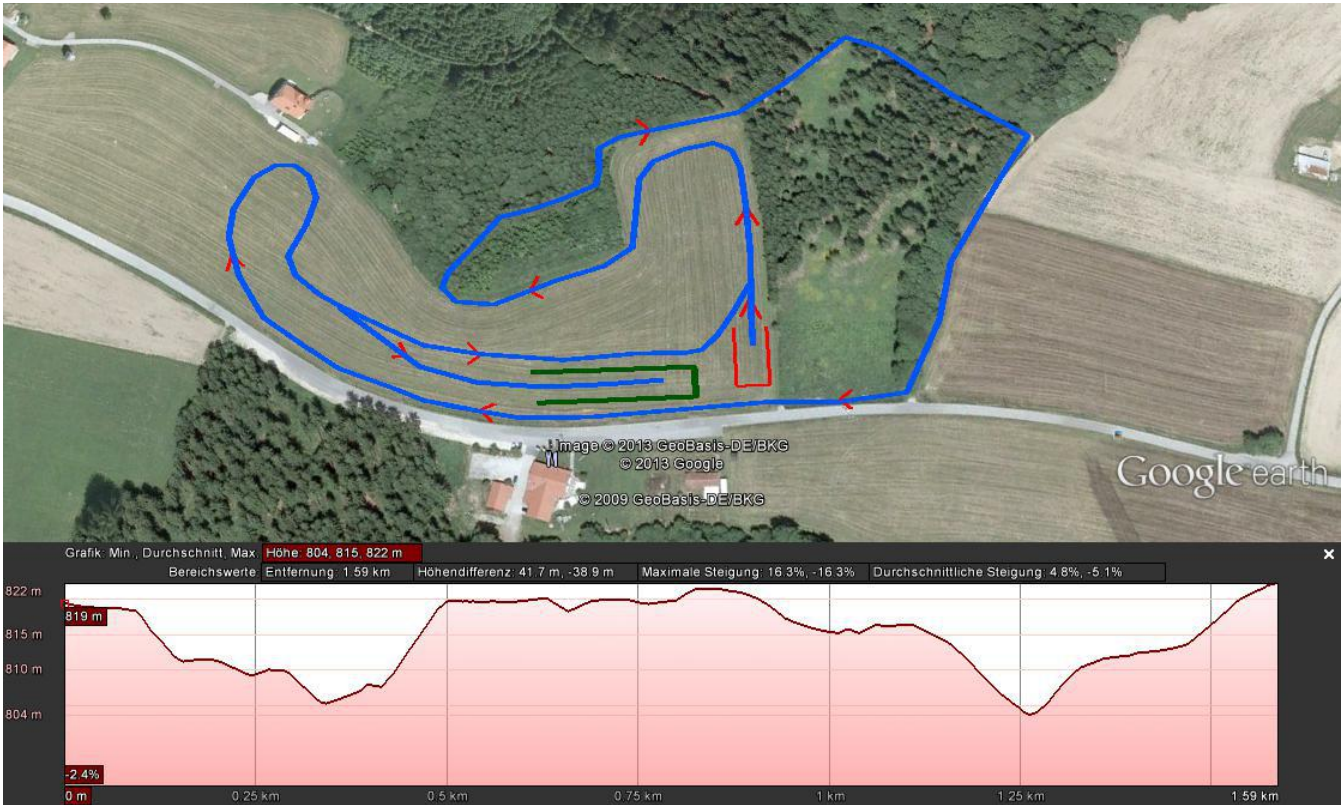 Image © 2013 GeoBasis-DE/BKG
© 2013 Google
© 2009 GeoBasis-DE/BKG
Google earth
Grafik: Min., Durchschnitt, Max. Höhe: 804, 815, 822 m
Bereichswerte: Entfernung: 1.59 km Höhendifferenz: 41.7 m, -38.9 m Maximale Steigung: 16.3%, -16.3% Durchschnittliche Steigung: 4.8%, -5.1%
822 m
819 m
815 m
810 m
804 m
-2.4%
0 m 0.25 km 0.5 km 0.75 km 1 km 1.25 km 1.59 km